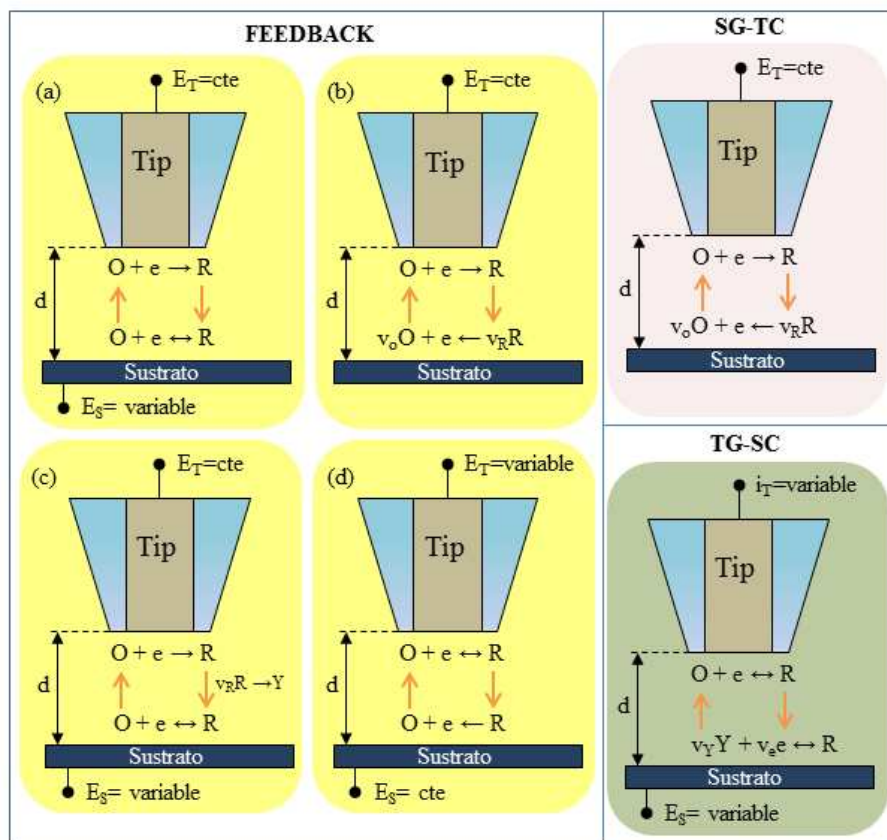 FEEDBACK
(a)
E_T=cte
Tip
d
O + e → R
O + e ↔ R
Sustrato
E_S= variable
(b)
E_T=cte
Tip
d
O + e → R
v_oO + e ← v_RR
Sustrato
(c)
E_T=cte
Tip
d
O + e → R
v_RR →Y
O + e ↔ R
Sustrato
E_S= variable
(d)
E_T=variable
Tip
d
O + e ↔ R
O + e ← R
Sustrato
E_S= cte
SG-TC
E_T=cte
Tip
d
O + e → R
v_oO + e ← v_RR
Sustrato
TG-SC
i_T=variable
Tip
d
O + e ↔ R
v_YY + v_ee ↔ R
Sustrato
E_S= variable